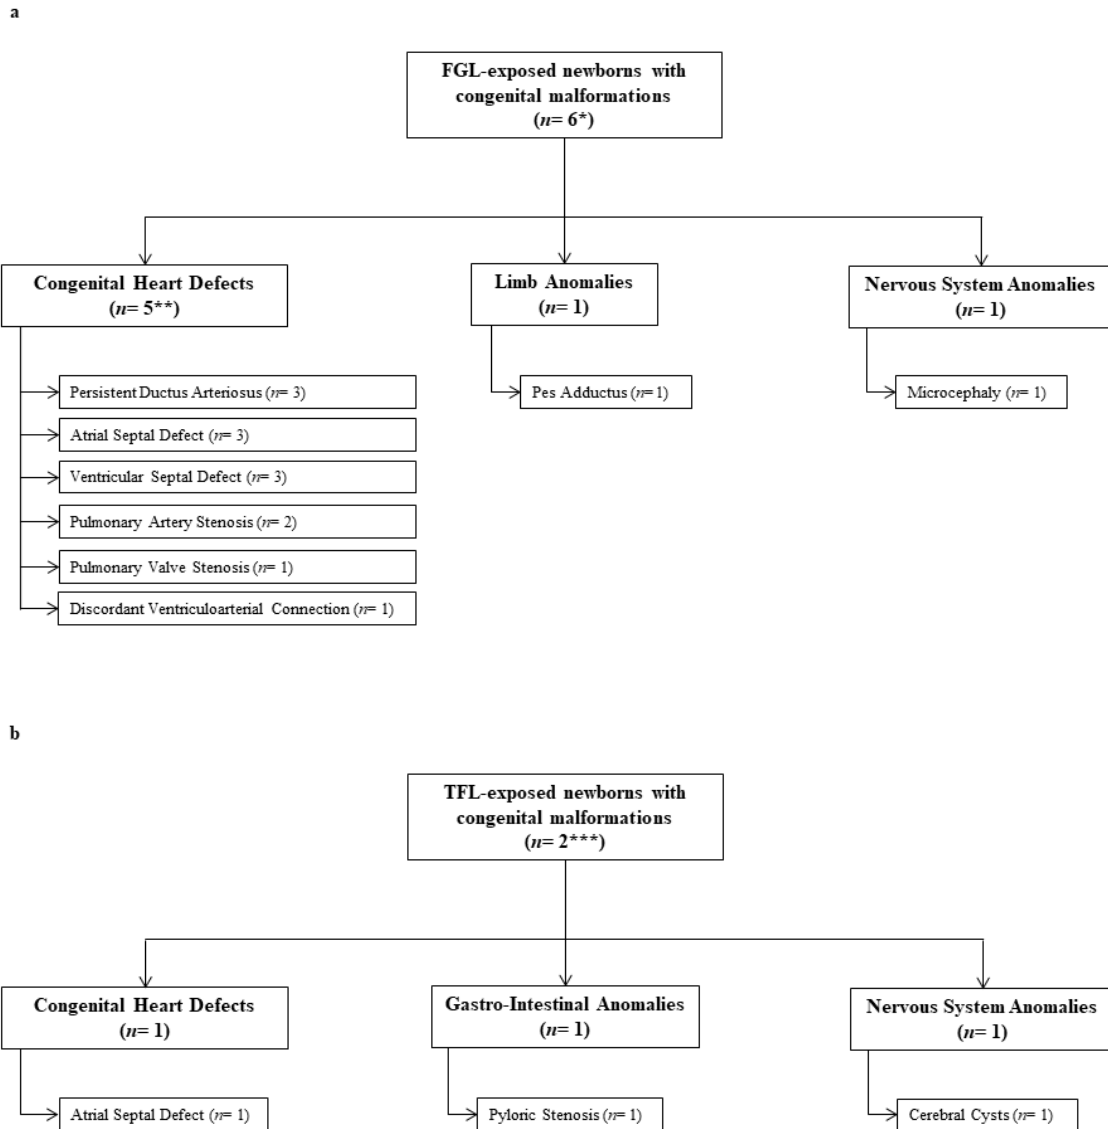 a
FGL-exposed newborns with
congenital malformations
(n= 6*)
Congenital Heart Defects
(n= 5**)
Limb Anomalies
(n= 1)
Nervous System Anomalies
(n= 1)
Persistent Ductus Arteriosus (n= 3)
Atrial Septal Defect (n= 3)
Ventricular Septal Defect (n= 3)
Pulmonary Artery Stenosis (n= 2)
Pulmonary Valve Stenosis (n= 1)
Discordant Ventriculoarterial Connection (n= 1)
Pes Adductus (n= 1)
Microcephaly (n= 1)
b
TFL-exposed newborns with
congenital malformations
(n= 2***)
Congenital Heart Defects
(n= 1)
Gastro-Intestinal Anomalies
(n= 1)
Nervous System Anomalies
(n= 1)
Atrial Septal Defect (n= 1)
Pyloric Stenosis (n= 1)
Cerebral Cysts (n= 1)